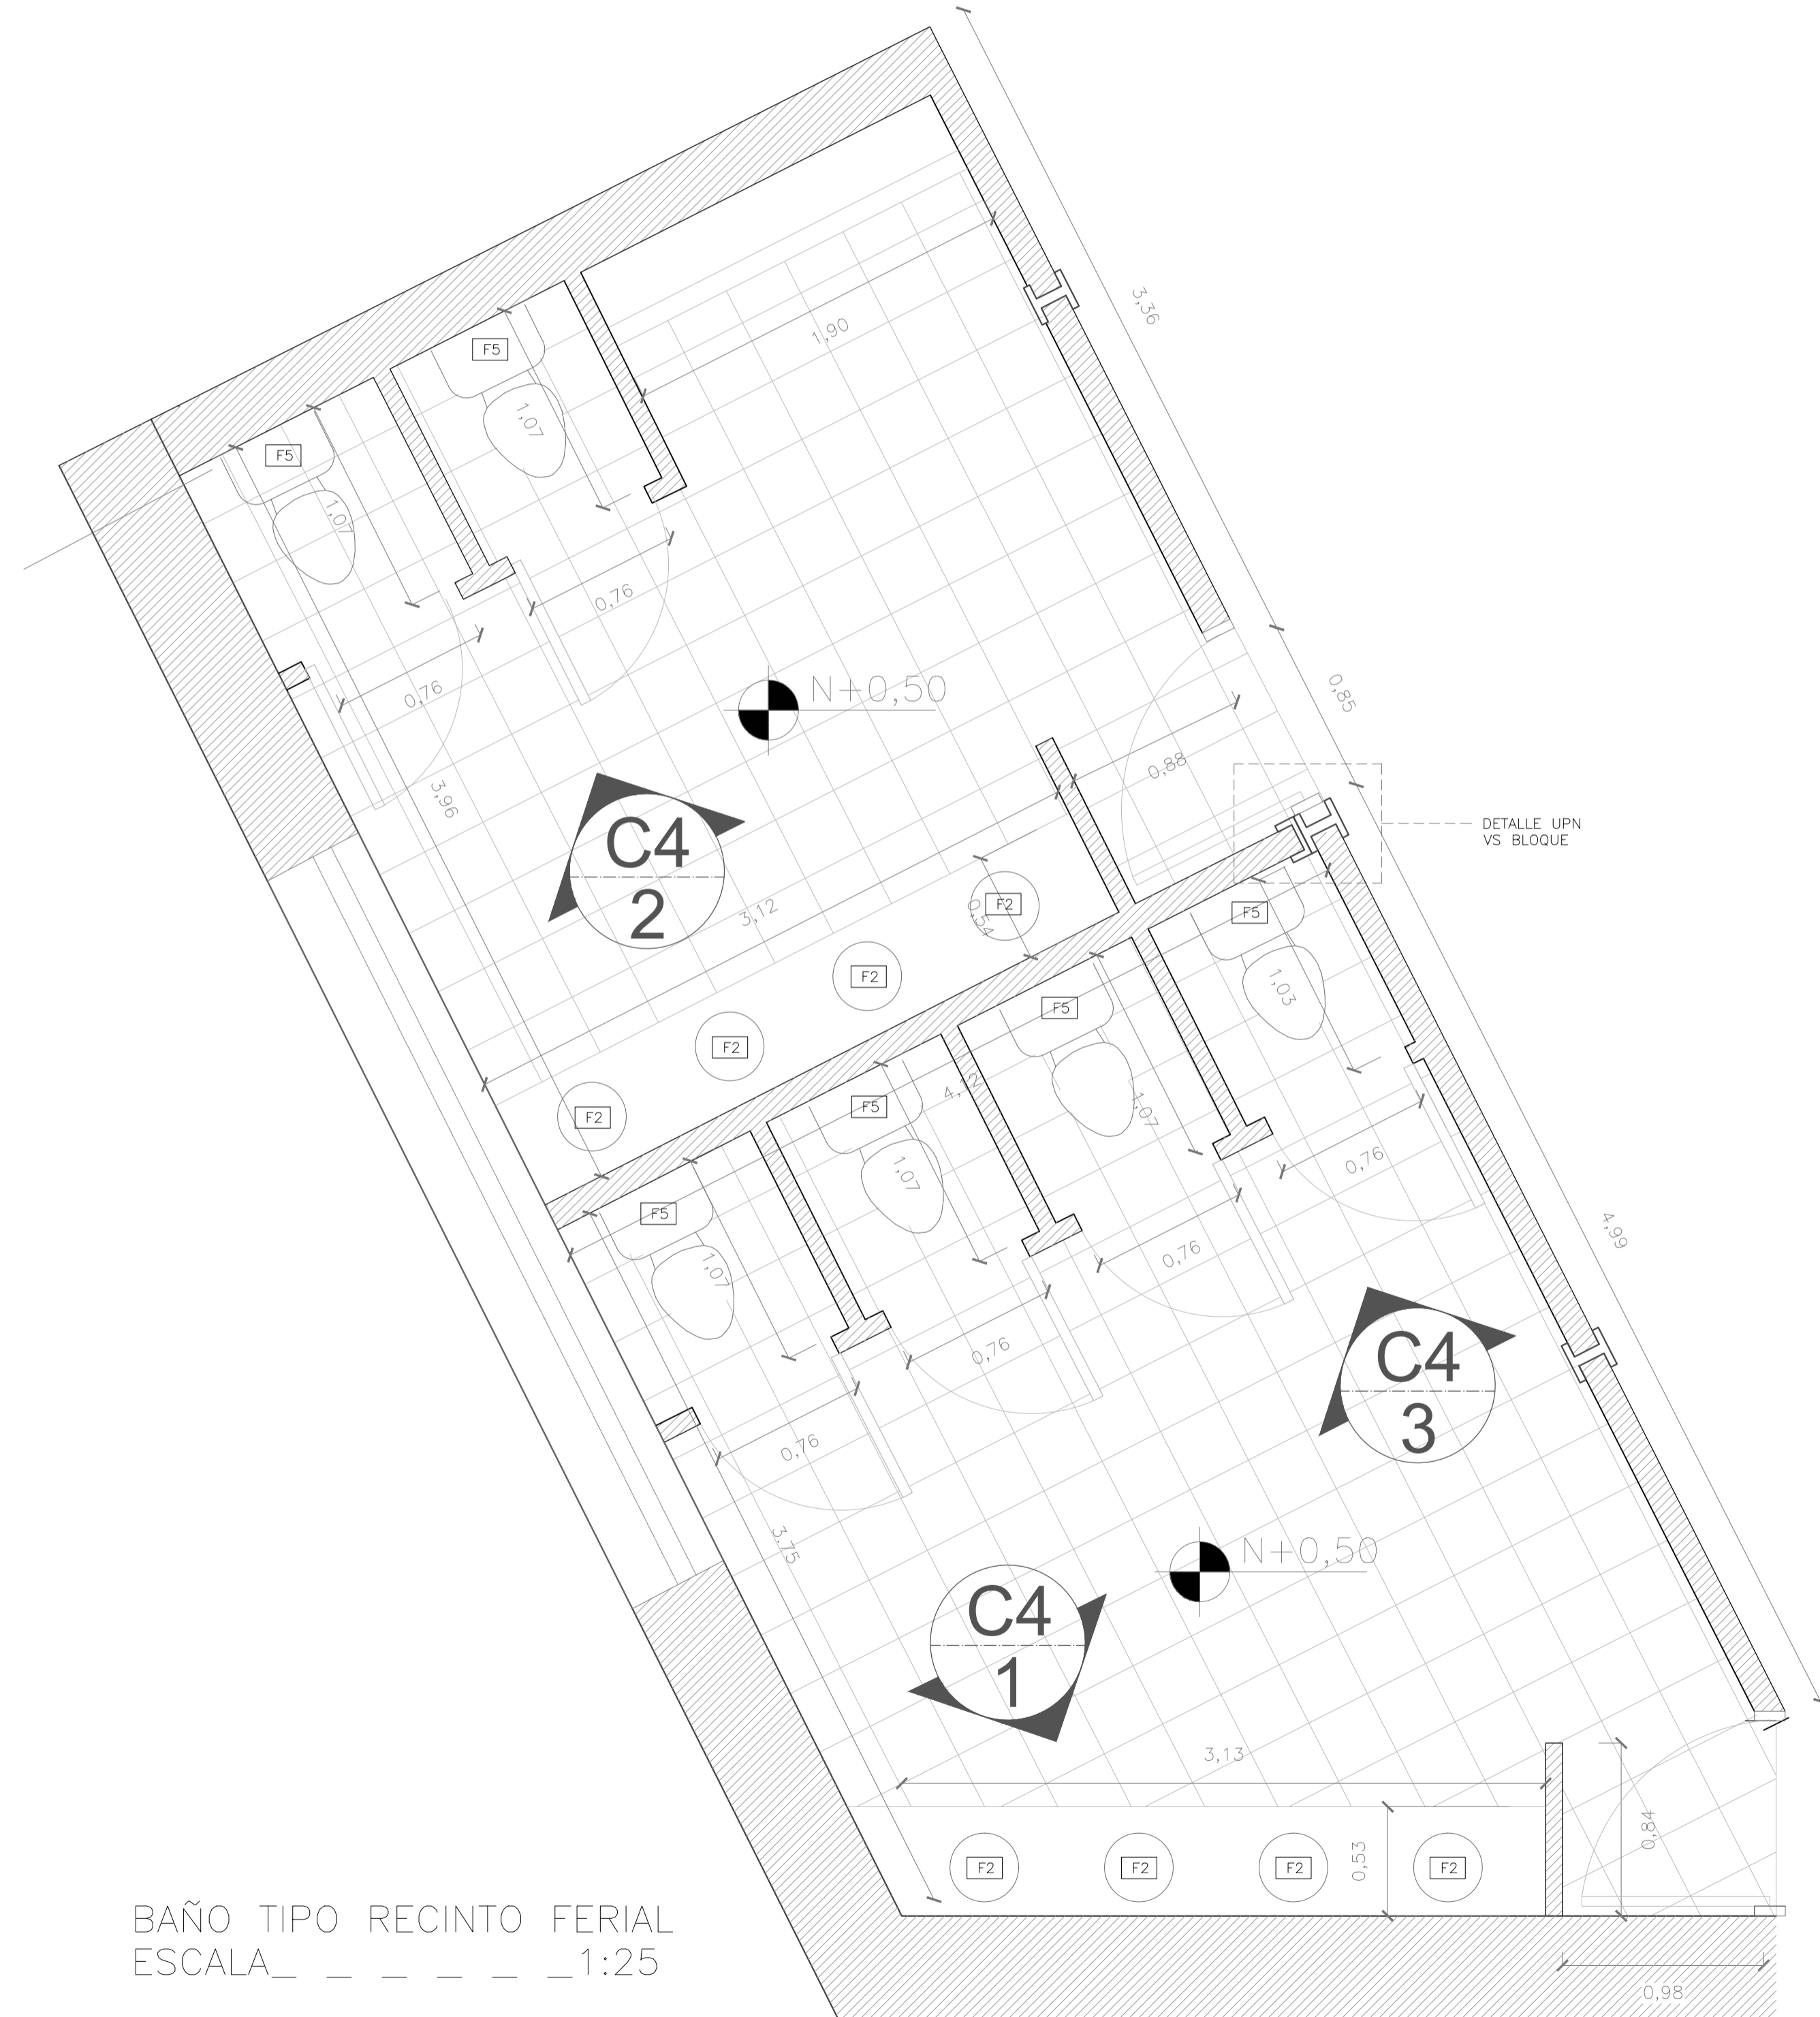 3,36
1,90
F5
1,07
F5
1,07
0,76
0,76
N+0,50
0,85
0,88
3,96
C4
2
DETALLE UPN
VS BLOQUE
3,12
F2
0,54
F5
1,03
F2
F5
F2
4,12
1,07
F5
F2
1,07
0,76
F5
1,07
0,76
4,99
0,76
C4
3
0,76
3,75
N+0,50
C4
1
3,13
0,84
0,53
F2
F2
F2
F2
BAÑO TIPO RECINTO FERIAL
ESCALA_ _ _ _ _ _1:25
0,98